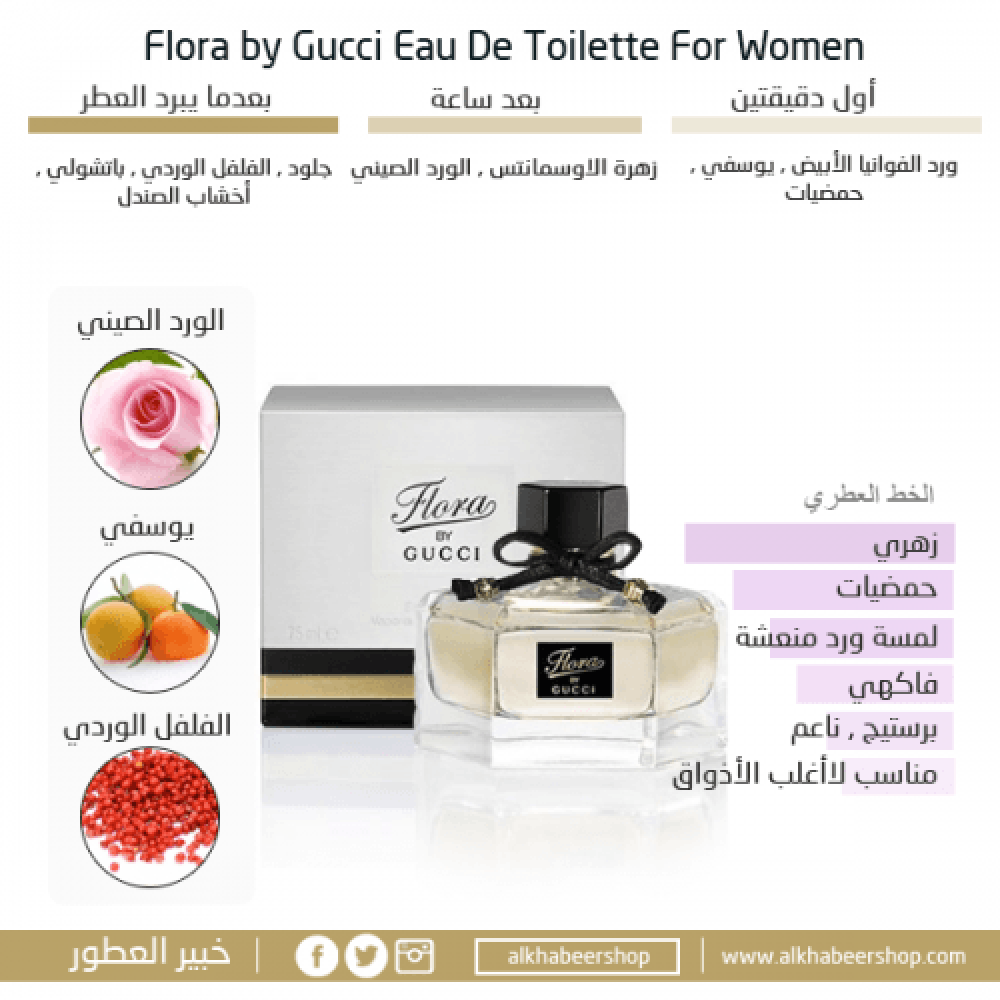 Flora by Gucci Eau De Toilette For Women
أول دقيقتين
بعد ساعة
بعدما يبرد العطر
ورد الفوانيا الأبيض , يوسفي ,
حمضيات
زهرة الاوسمانتس , الورد الصيني
جلود , الفلفل الوردي , باتشولي ,
أخشاب الصندل
الورد الصيني
يوسفي
الفلفل الوردي
Flora
BY
GUCCI
75 ml e
Flora
BY
GUCCI
الخط العطري
زهري
حمضيات
لمسة ورد منعشة
فاكهي
برستيج , ناعم
مناسب لاأغلب الأذواق
خبير العطور
alkhabeershop
www.alkhabeershop.com